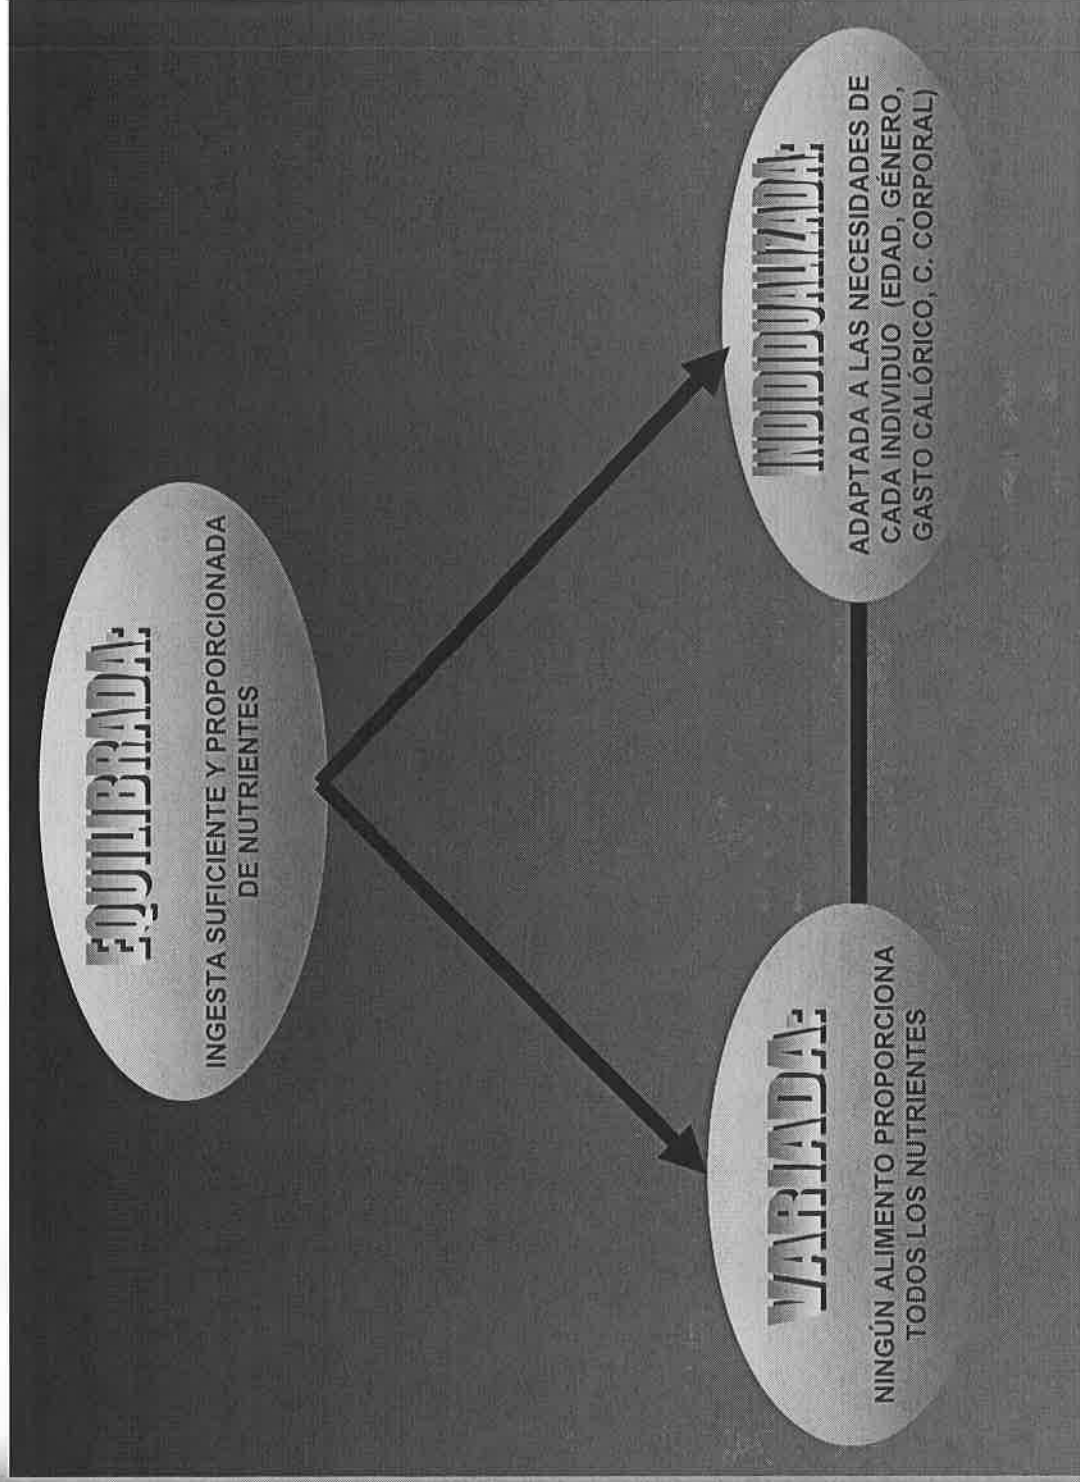 EQUILIBRADA:
INGESTA SUFICIENTE Y PROPORCIONADA
DE NUTRIENTES
VARIADA:
NINGÚN ALIMENTO PROPORCIONA
TODOS LOS NUTRIENTES
INDIDIDUALIZADA:
ADAPTADA A LAS NECESIDADES DE
CADA INDIVIDUO (EDAD, GÉNERO,
GASTO CALÓRICO, C. CORPORAL)